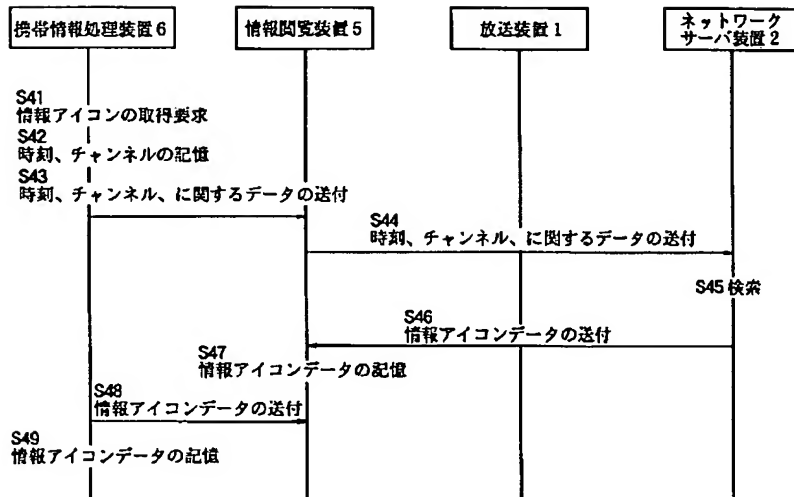 携帯情報処理装置6
情報閲覧装置5
放送装置1
ネットワーク
サーバ装置2
S41
情報アイコンの取得要求
S42
時刻、チャンネルの記憶
S43
時刻、チャンネル、に関するデータの送付
S44
時刻、チャンネル、に関するデータの送付
S45 検索
S46
情報アイコンデータの送付
S47
情報アイコンデータの記憶
S48
情報アイコンデータの送付
S49
情報アイコンデータの記憶